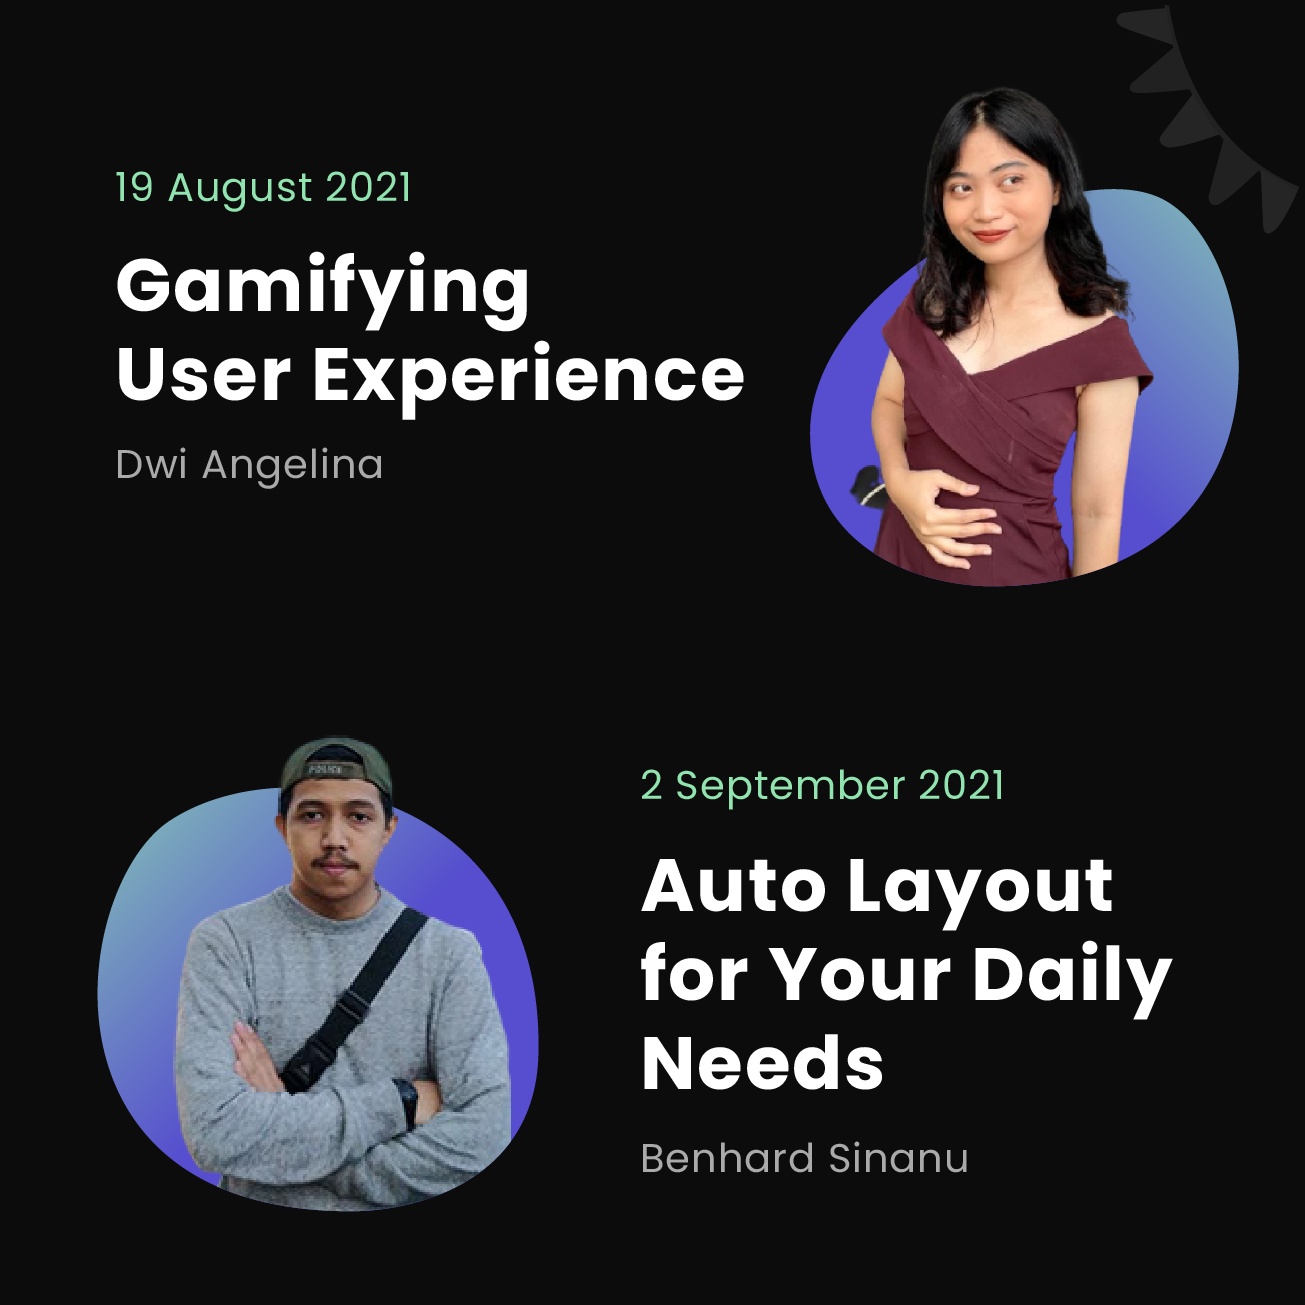 19 August 2021
Gamifying
User Experience
Dwi Angelina
2 September 2021
Auto Layout
for Your Daily
Needs
Benhard Sinanu